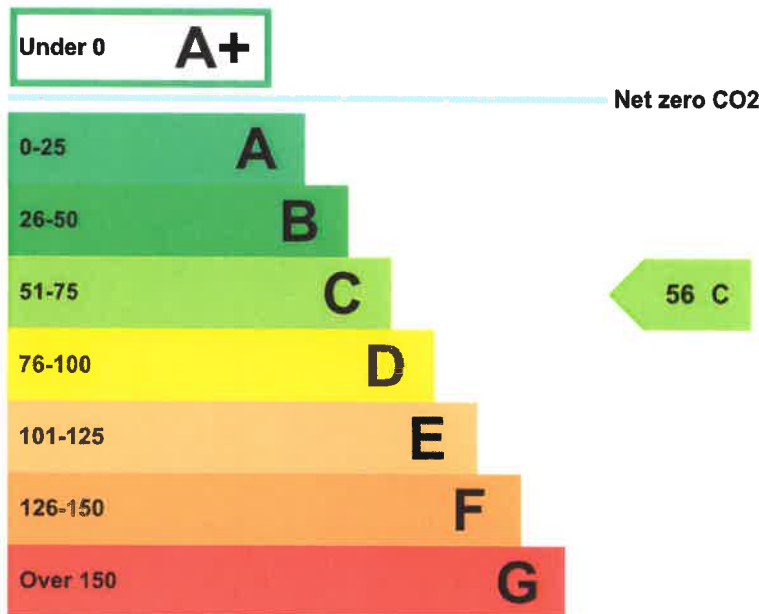 Under 0 A+
Net zero CO2
0-25 A
26-50 B
51-75 C
56 C
76-100 D
101-125 E
126-150 F
Over 150 G